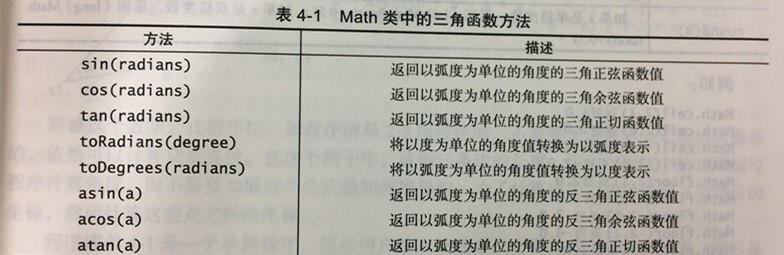 表 4-1 Math 类中的三角函数方法
方法 描述
sin(radians) 返回以弧度为单位的角度的三角正弦函数值
cos(radians) 返回以弧度为单位的角度的三角余弦函数值
tan(radians) 返回以弧度为单位的角度的三角正切函数值
toRadians(degree) 将以度为单位的角度值转换为以弧度表示
toDegrees(radians) 将以弧度为单位的角度值转换为以度表示
asin(a) 返回以弧度为单位的角度的反三角正弦函数值
acos(a) 返回以弧度为单位的角度的反三角余弦函数值
atan(a) 返回以弧度为单位的角度的反三角正切函数值